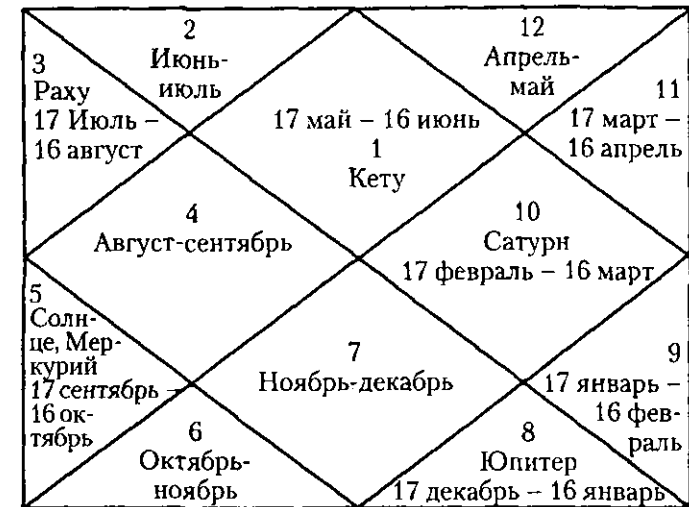 2
Июнь-
июль
12
Апрель-
май
3
Раху
17 Июль –
16 август
17 май – 16 июнь
1
Кету
11
17 март –
16 апрель
4
Август-сентябрь
10
Сатурн
17 февраль – 16 март
5
Солн-
це, Мер-
курий
17 сентябрь –
16 ок-
тябрь
7
Ноябрь-декабрь
9
17 январь –
16 фев-
раль
6
Октябрь-
ноябрь
8
Юпитер
17 декабрь – 16 январь